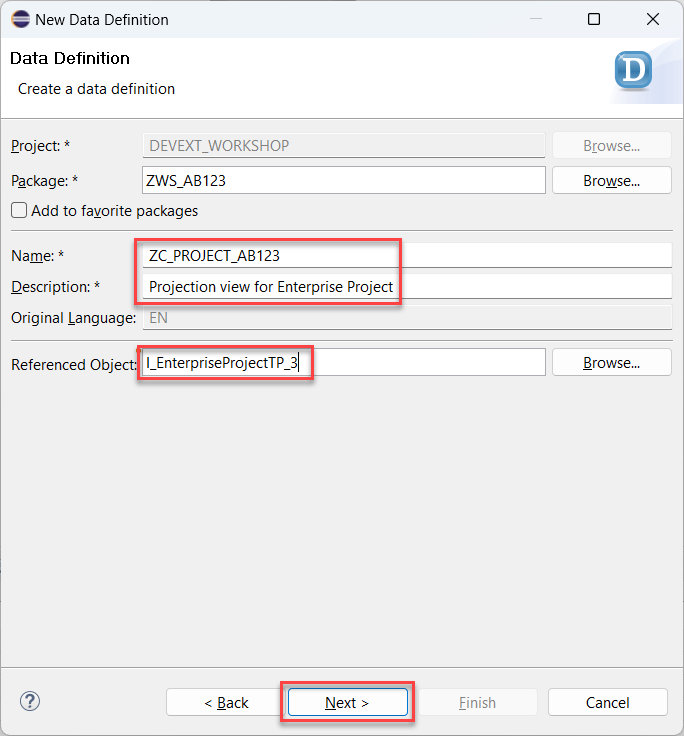 New Data Definition
Data Definition
Create a data definition
D
Project: * DEVEXT_WORKSHOP Browse...
Package: * ZWS_AB123 Browse...
Add to favorite packages
Name: * ZC_PROJECT_AB123
Description: * Projection view for Enterprise Project
Original Language: EN
Referenced Object: I_EnterpriseProjectTP_3 Browse...
? < Back Next > Finish Cancel